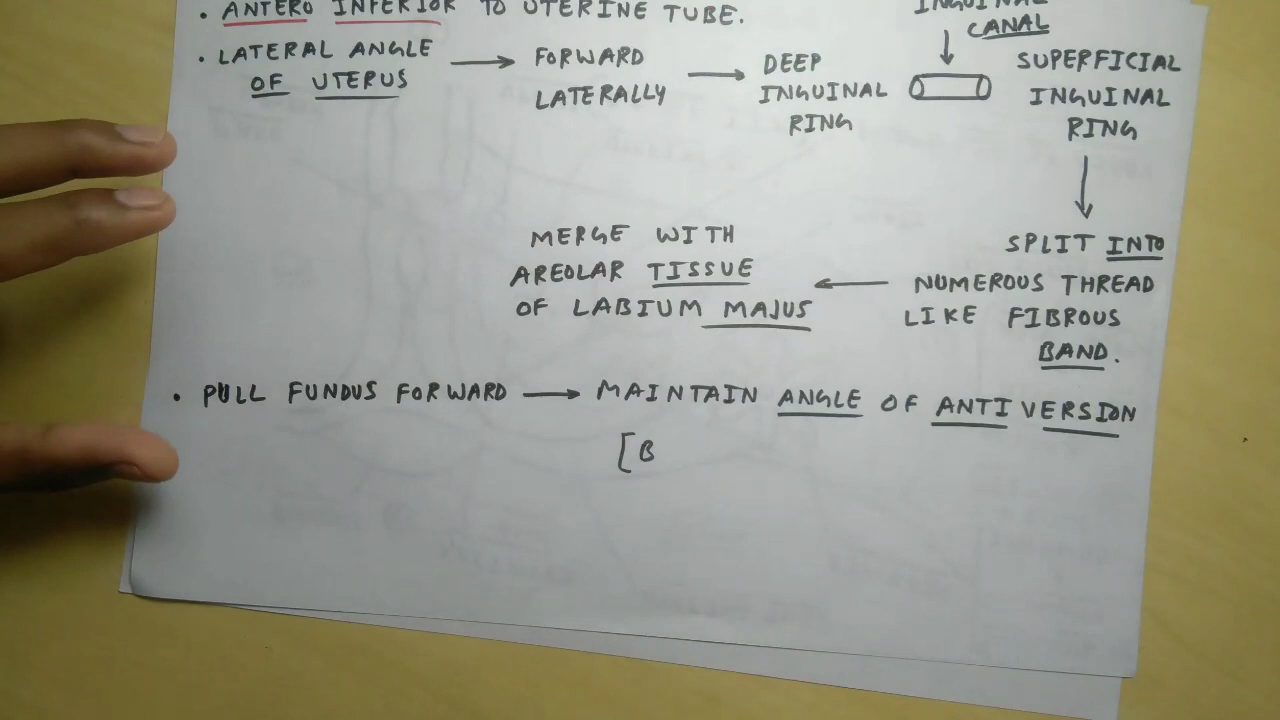 • ANTERO INFERIOR TO UTERINE TUBE.
INGUINAL
CANAL
• LATERAL ANGLE
OF UTERUS
FORWARD
LATERALLY
DEEP
INGUINAL
RING
SUPERFICIAL
INGUINAL
RING
SPLIT INTO
NUMEROUS THREAD
LIKE FIBROUS
BAND.
MERGE WITH
AREOLAR TISSUE
OF LABIUM MAJUS
• PULL FUNDUS FORWARD → MAINTAIN ANGLE OF ANTIVERSION
[B